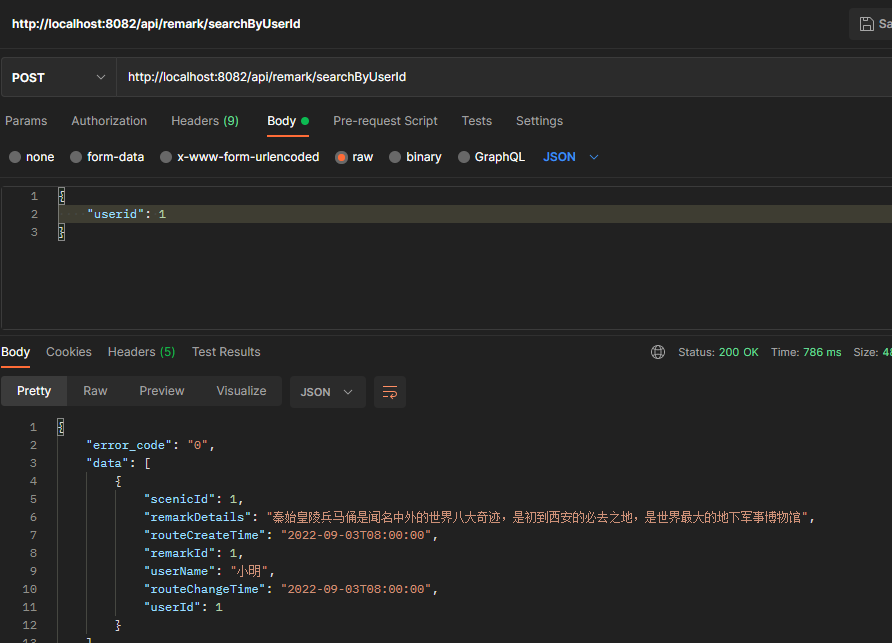 http://localhost:8082/api/remark/searchByUserId
Sa
POST http://localhost:8082/api/remark/searchByUserId
Params Authorization Headers (9) Body Pre-request Script Tests Settings
none form-data x-www-form-urlencoded raw binary GraphQL JSON
1 {
2 "userid": 1
3 }
Body Cookies Headers (5) Test Results Status: 200 OK Time: 786 ms Size: 48
Pretty Raw Preview Visualize JSON
1 {
2 "error_code": "0",
3 "data": [
4 {
5 "scenicId": 1,
6 "remarkDetails": "秦始皇陵兵马俑是闻名中外的世界八大奇迹，是初到西安的必去之地，是世界最大的地下军事博物馆",
7 "routeCreateTime": "2022-09-03T08:00:00",
8 "remarkId": 1,
9 "userName": "小明",
10 "routeChangeTime": "2022-09-03T08:00:00",
11 "userId": 1
12 }
13 ]